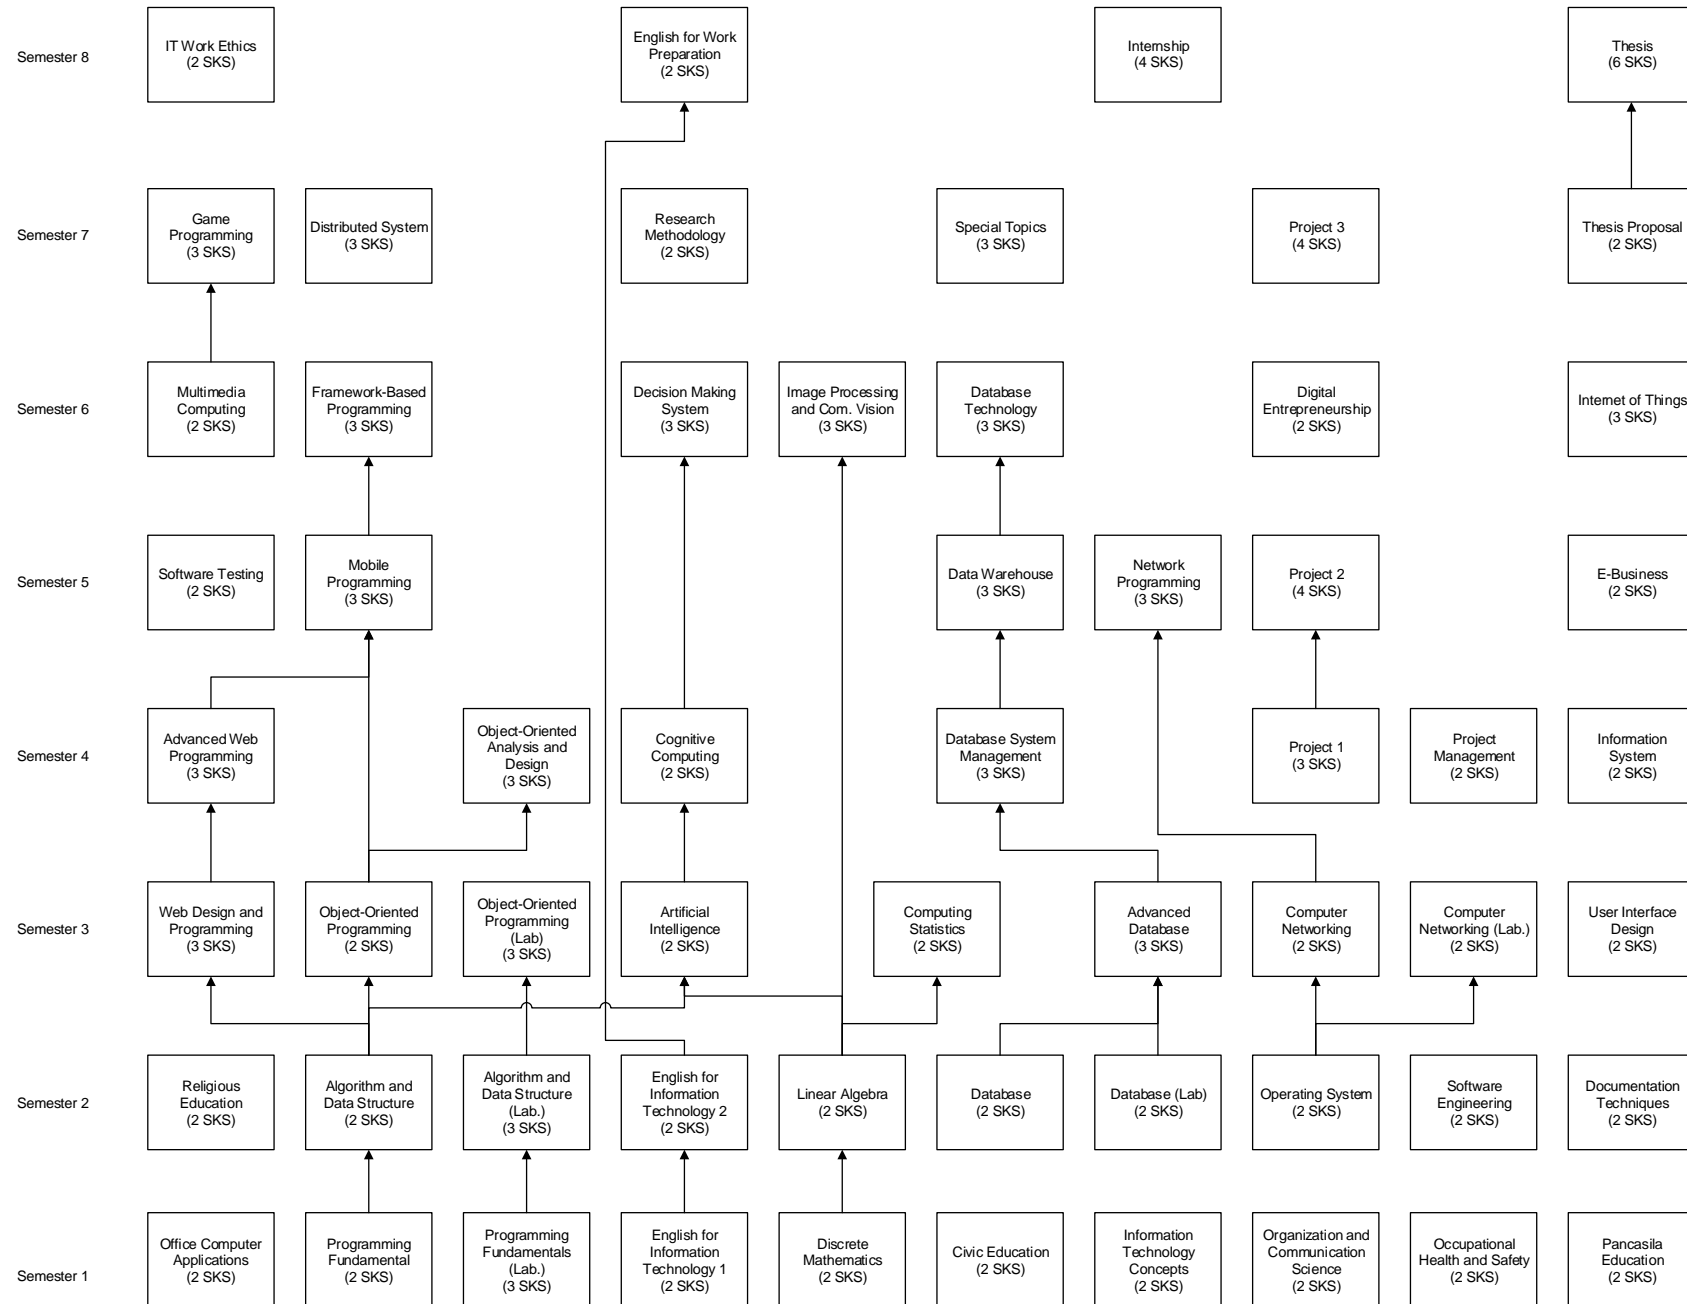 Semester 8
IT Work Ethics
(2 SKS)
English for Work
Preparation
(2 SKS)
Internship
(4 SKS)
Thesis
(6 SKS)
Semester 7
Game
Programming
(3 SKS)
Distributed System
(3 SKS)
Research
Methodology
(2 SKS)
Special Topics
(3 SKS)
Project 3
(4 SKS)
Thesis Proposal
(2 SKS)
Semester 6
Multimedia
Computing
(2 SKS)
Framework-Based
Programming
(3 SKS)
Decision Making
System
(3 SKS)
Image Processing
and Com. Vision
(3 SKS)
Database
Technology
(3 SKS)
Digital
Entrepreneurship
(2 SKS)
Internet of Things
(3 SKS)
Semester 5
Software Testing
(2 SKS)
Mobile
Programming
(3 SKS)
Data Warehouse
(3 SKS)
Network
Programming
(3 SKS)
Project 2
(4 SKS)
E-Business
(2 SKS)
Semester 4
Advanced Web
Programming
(3 SKS)
Object-Oriented
Analysis and
Design
(3 SKS)
Cognitive
Computing
(2 SKS)
Database System
Management
(3 SKS)
Project 1
(3 SKS)
Project
Management
(2 SKS)
Information
System
(2 SKS)
Semester 3
Web Design and
Programming
(3 SKS)
Object-Oriented
Programming
(2 SKS)
Object-Oriented
Programming
(Lab)
(3 SKS)
Artificial
Intelligence
(2 SKS)
Computing
Statistics
(2 SKS)
Advanced
Database
(3 SKS)
Computer
Networking
(2 SKS)
Computer
Networking (Lab.)
(2 SKS)
User Interface
Design
(2 SKS)
Semester 2
Religious
Education
(2 SKS)
Algorithm and
Data Structure
(2 SKS)
Algorithm and
Data Structure
(Lab.)
(3 SKS)
English for
Information
Technology 2
(2 SKS)
Linear Algebra
(2 SKS)
Database
(2 SKS)
Database (Lab)
(2 SKS)
Operating System
(2 SKS)
Software
Engineering
(2 SKS)
Documentation
Techniques
(2 SKS)
Semester 1
Office Computer
Applications
(2 SKS)
Programming
Fundamental
(2 SKS)
Programming
Fundamentals
(Lab.)
(3 SKS)
English for
Information
Technology 1
(2 SKS)
Discrete
Mathematics
(2 SKS)
Civic Education
(2 SKS)
Information
Technology
Concepts
(2 SKS)
Organization and
Communication
Science
(2 SKS)
Occupational
Health and Safety
(2 SKS)
Pancasila
Education
(2 SKS)